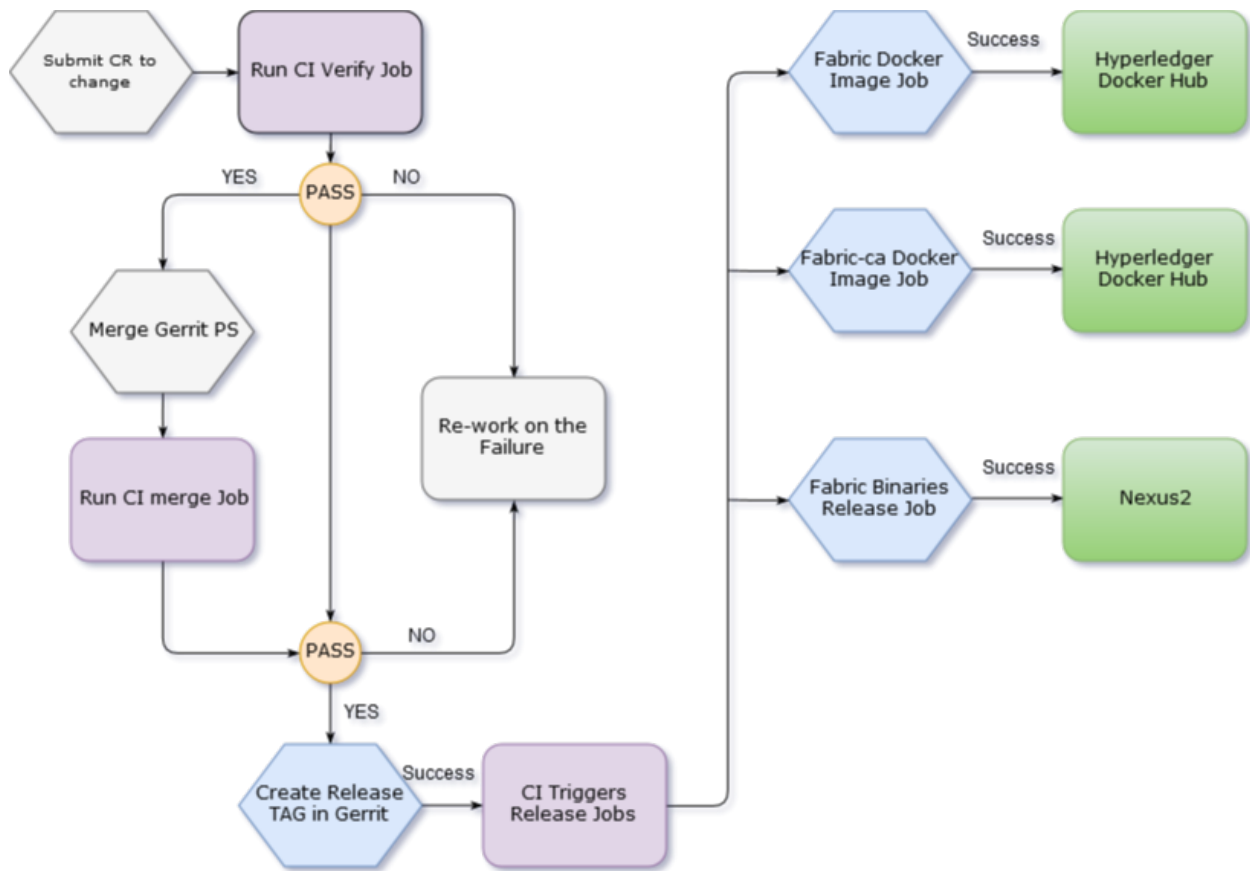 Submit CR to
change
Run CI Verify Job
PASS
YES
NO
Merge Gerrit PS
Run CI merge Job
Re-work on the
Failure
PASS
NO
YES
Create Release
TAG in Gerrit
Success
CI Triggers
Release Jobs
Fabric Docker
Image Job
Success
Hyperledger
Docker Hub
Fabric-ca Docker
Image Job
Success
Hyperledger
Docker Hub
Fabric Binaries
Release Job
Success
Nexus2